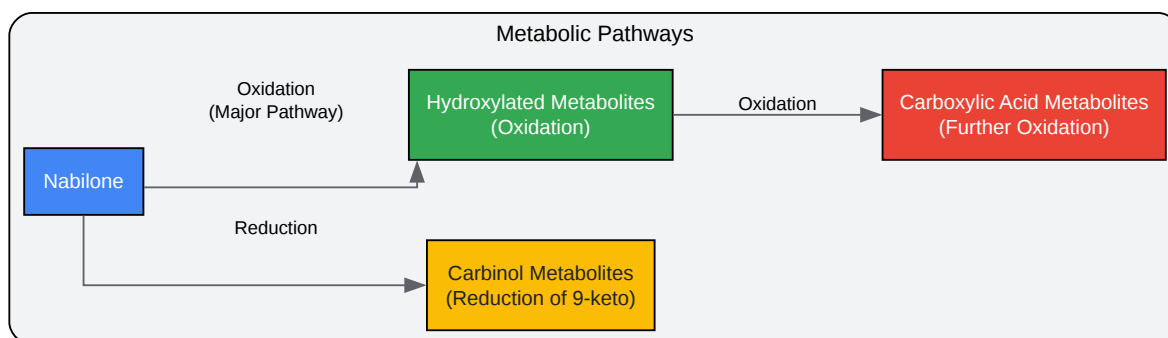 Metabolic Pathways
Oxidation
(Major Pathway)
Hydroxylated Metabolites
(Oxidation)
Oxidation
Carboxylic Acid Metabolites
(Further Oxidation)
Nabilone
Reduction
Carbinol Metabolites
(Reduction of 9-keto)